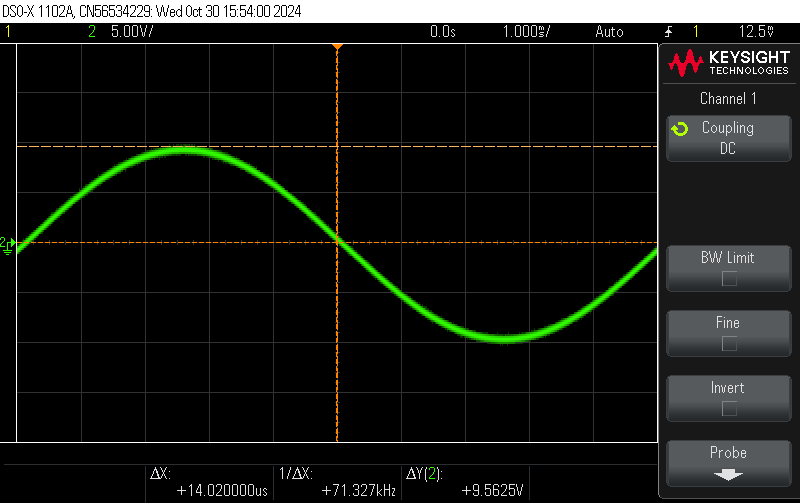 DSO-X 1102A, CN56534229: Wed Oct 30 15:54:00 2024
1 2 5.00V/ 0.0s 1.000ms/ Auto 1 12.5V
KEYSIGHT
TECHNOLOGIES
Channel 1
Coupling
DC
2
BW Limit
Fine
Invert
Probe
ΔX: 1/ΔX: ΔY(2):
+14.020000us +71.327kHz +9.5625V